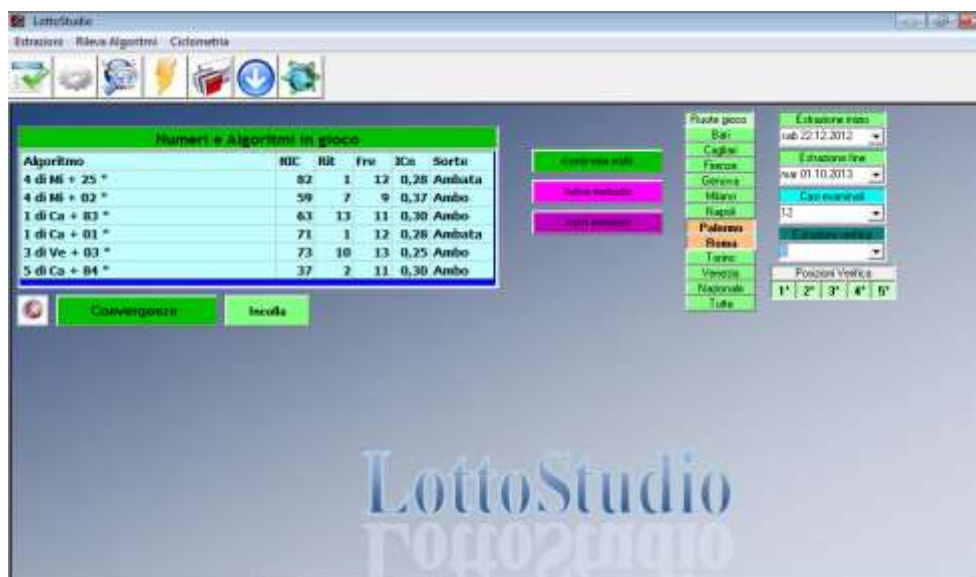 LottoStudio
Estrazioni Rileva Algoritmi Ciclometria
Numeri e Algoritmi in gioco
Algoritmo NIC Rit Fre ICn Sorte
4 di Mi + 25 * 82 1 12 0,28 Ambata
4 di Mi + 02 * 59 7 9 0,37 Ambo
1 di Ca + 83 * 63 13 11 0,30 Ambo
1 di Ca + 01 * 71 1 12 0,28 Ambata
3 di Ve + 03 * 73 10 13 0,25 Ambo
5 di Ca + 84 * 37 2 11 0,30 Ambo
Convergenze Incolla
Ruote gioco
Bari
Cagliari
Firenze
Genova
Milano
Napoli
Palermo
Roma
Torino
Venezia
Nazionale
Tutte
Estrazione inizio
sab 22.12.2012
Estrazione fine
mar 01.10.2013
Casi esaminati
12
Estrazione verifica
Posizioni Verifica
1° 2° 3° 4° 5°
LottoStudio